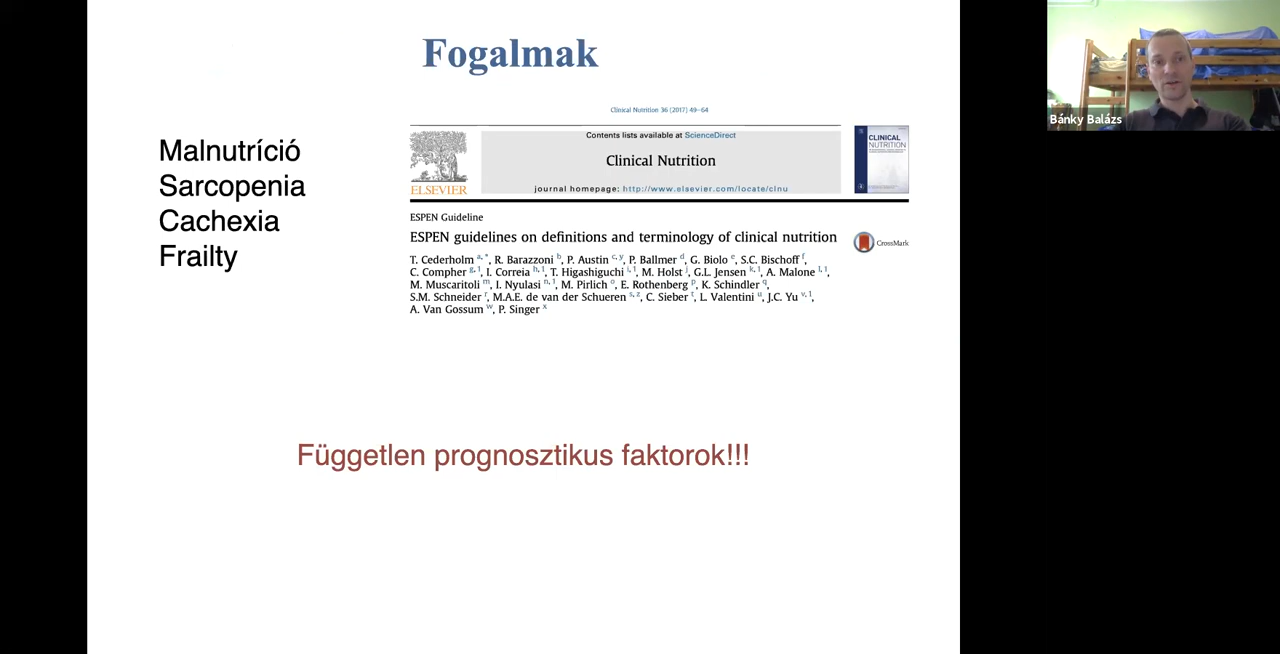 Fogalmak
Malnutríció
Sarcopenia
Cachexia
Frailty
Clinical Nutrition 36 (2017) 49–64
Contents lists available at ScienceDirect
Clinical Nutrition
journal homepage: http://www.elsevier.com/locate/clnu
ELSEVIER
CLINICAL
NUTRITION
ESPEN Guideline
ESPEN guidelines on definitions and terminology of clinical nutrition
CrossMark
T. Cederholm a, *, R. Barazzoni b, P. Austin c, y, P. Ballmer d, G. Biolo e, S.C. Bischoff f,
C. Compher g, 1, I. Correia h, 1, T. Higashiguchi i, 1, M. Holst j, G.L. Jensen k, 1, A. Malone l, 1,
M. Muscaritoli m, I. Nyulasi n, 1, M. Pirlich o, E. Rothenberg p, K. Schindler q,
S.M. Schneider r, M.A.E. de van der Schueren s, z, C. Sieber t, L. Valentini u, J.C. Yu v, 1,
A. Van Gossum w, P. Singer x
Független prognosztikus faktorok!!!
Bánky Balázs